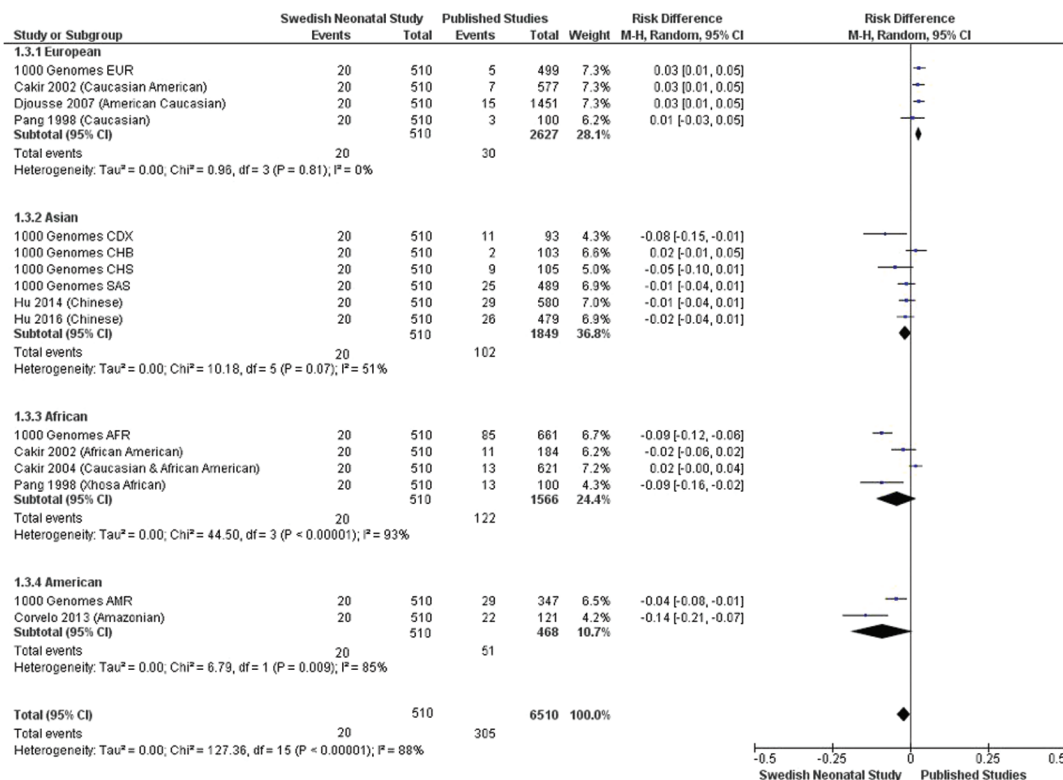 Swedish Neonatal Study Published Studies Risk Difference Risk Difference
Study or Subgroup Events Total Events Total Weight M-H, Random, 95% CI M-H, Random, 95% CI
1.3.1 European
1000 Genomes EUR 20 510 5 499 7.3% 0.03 [0.01, 0.05]
Cakir 2002 (Caucasian American) 20 510 7 577 7.3% 0.03 [0.01, 0.05]
Djousse 2007 (American Caucasian) 20 510 15 1451 7.3% 0.03 [0.01, 0.05]
Pang 1998 (Caucasian) 20 510 3 100 6.2% 0.01 [-0.03, 0.05]
Subtotal (95% CI) 510 2627 28.1%
Total events 20 30
Heterogeneity: Tau² = 0.00; Chi² = 0.96, df = 3 (P = 0.81); I² = 0%
1.3.2 Asian
1000 Genomes CDX 20 510 11 93 4.3% -0.08 [-0.15, -0.01]
1000 Genomes CHB 20 510 2 103 6.6% 0.02 [-0.01, 0.05]
1000 Genomes CHS 20 510 9 105 5.0% -0.05 [-0.10, 0.01]
1000 Genomes SAS 20 510 25 489 6.9% -0.01 [-0.04, 0.01]
Hu 2014 (Chinese) 20 510 29 580 7.0% -0.01 [-0.04, 0.01]
Hu 2016 (Chinese) 20 510 26 479 6.9% -0.02 [-0.04, 0.01]
Subtotal (95% CI) 510 1849 36.8%
Total events 20 102
Heterogeneity: Tau² = 0.00; Chi² = 10.18, df = 5 (P = 0.07); I² = 51%
1.3.3 African
1000 Genomes AFR 20 510 85 661 6.7% -0.09 [-0.12, -0.06]
Cakir 2002 (African American) 20 510 11 184 6.2% -0.02 [-0.06, 0.02]
Cakir 2004 (Caucasian & African American) 20 510 13 621 7.2% 0.02 [-0.00, 0.04]
Pang 1998 (Xhosa African) 20 510 13 100 4.3% -0.09 [-0.16, -0.02]
Subtotal (95% CI) 510 1566 24.4%
Total events 20 122
Heterogeneity: Tau² = 0.00; Chi² = 44.50, df = 3 (P < 0.00001); I² = 93%
1.3.4 American
1000 Genomes AMR 20 510 29 347 6.5% -0.04 [-0.08, -0.01]
Corvelo 2013 (Amazonian) 20 510 22 121 4.2% -0.14 [-0.21, -0.07]
Subtotal (95% CI) 510 468 10.7%
Total events 20 51
Heterogeneity: Tau² = 0.00; Chi² = 6.79, df = 1 (P = 0.009); I² = 85%
Total (95% CI) 510 6510 100.0%
Total events 20 305
Heterogeneity: Tau² = 0.00; Chi² = 127.36, df = 15 (P < 0.00001); I² = 88%
-0.5 -0.25 0 0.25 0.5
Swedish Neonatal Study Published Studies